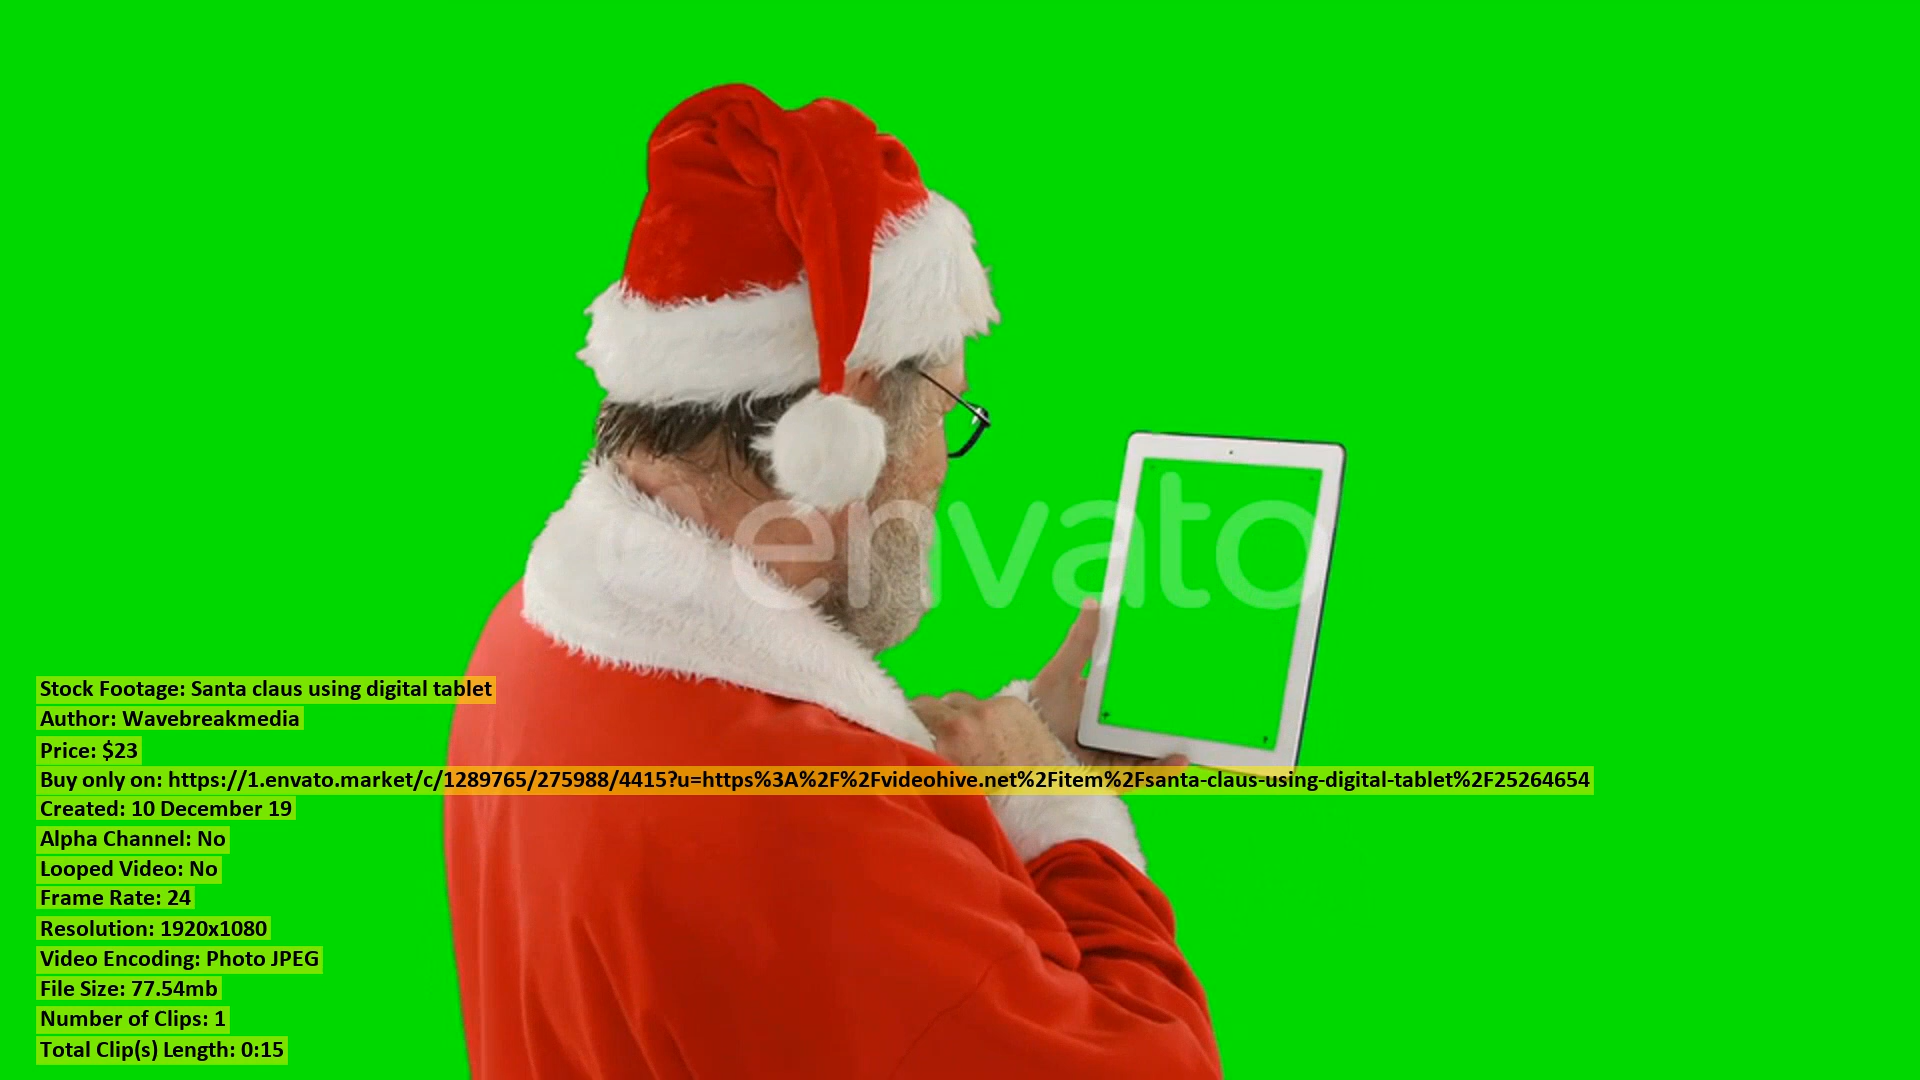 envato
Stock Footage: Santa claus using digital tablet
Author: Wavebreakmedia
Price: $23
Buy only on: https://1.envato.market/c/1289765/275988/4415?u=https%3A%2F%2Fvideohive.net%2Fitem%2Fsanta-claus-using-digital-tablet%2F25264654
Created: 10 December 19
Alpha Channel: No
Looped Video: No
Frame Rate: 24
Resolution: 1920x1080
Video Encoding: Photo JPEG
File Size: 77.54mb
Number of Clips: 1
Total Clip(s) Length: 0:15